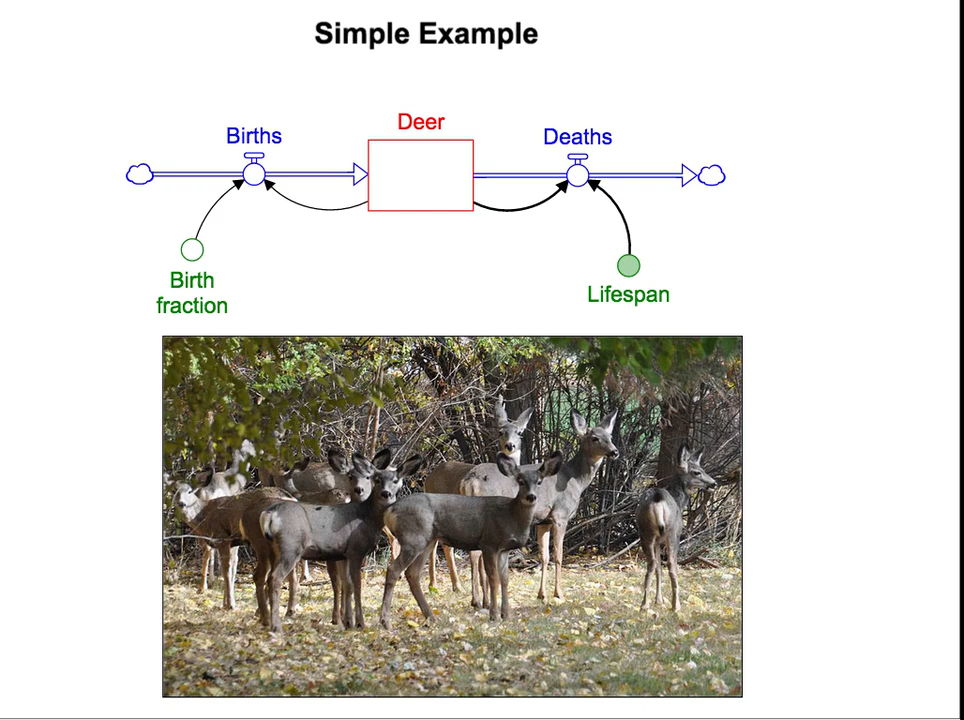 Simple Example
Deer
Births
Deaths
Birth
fraction
Lifespan